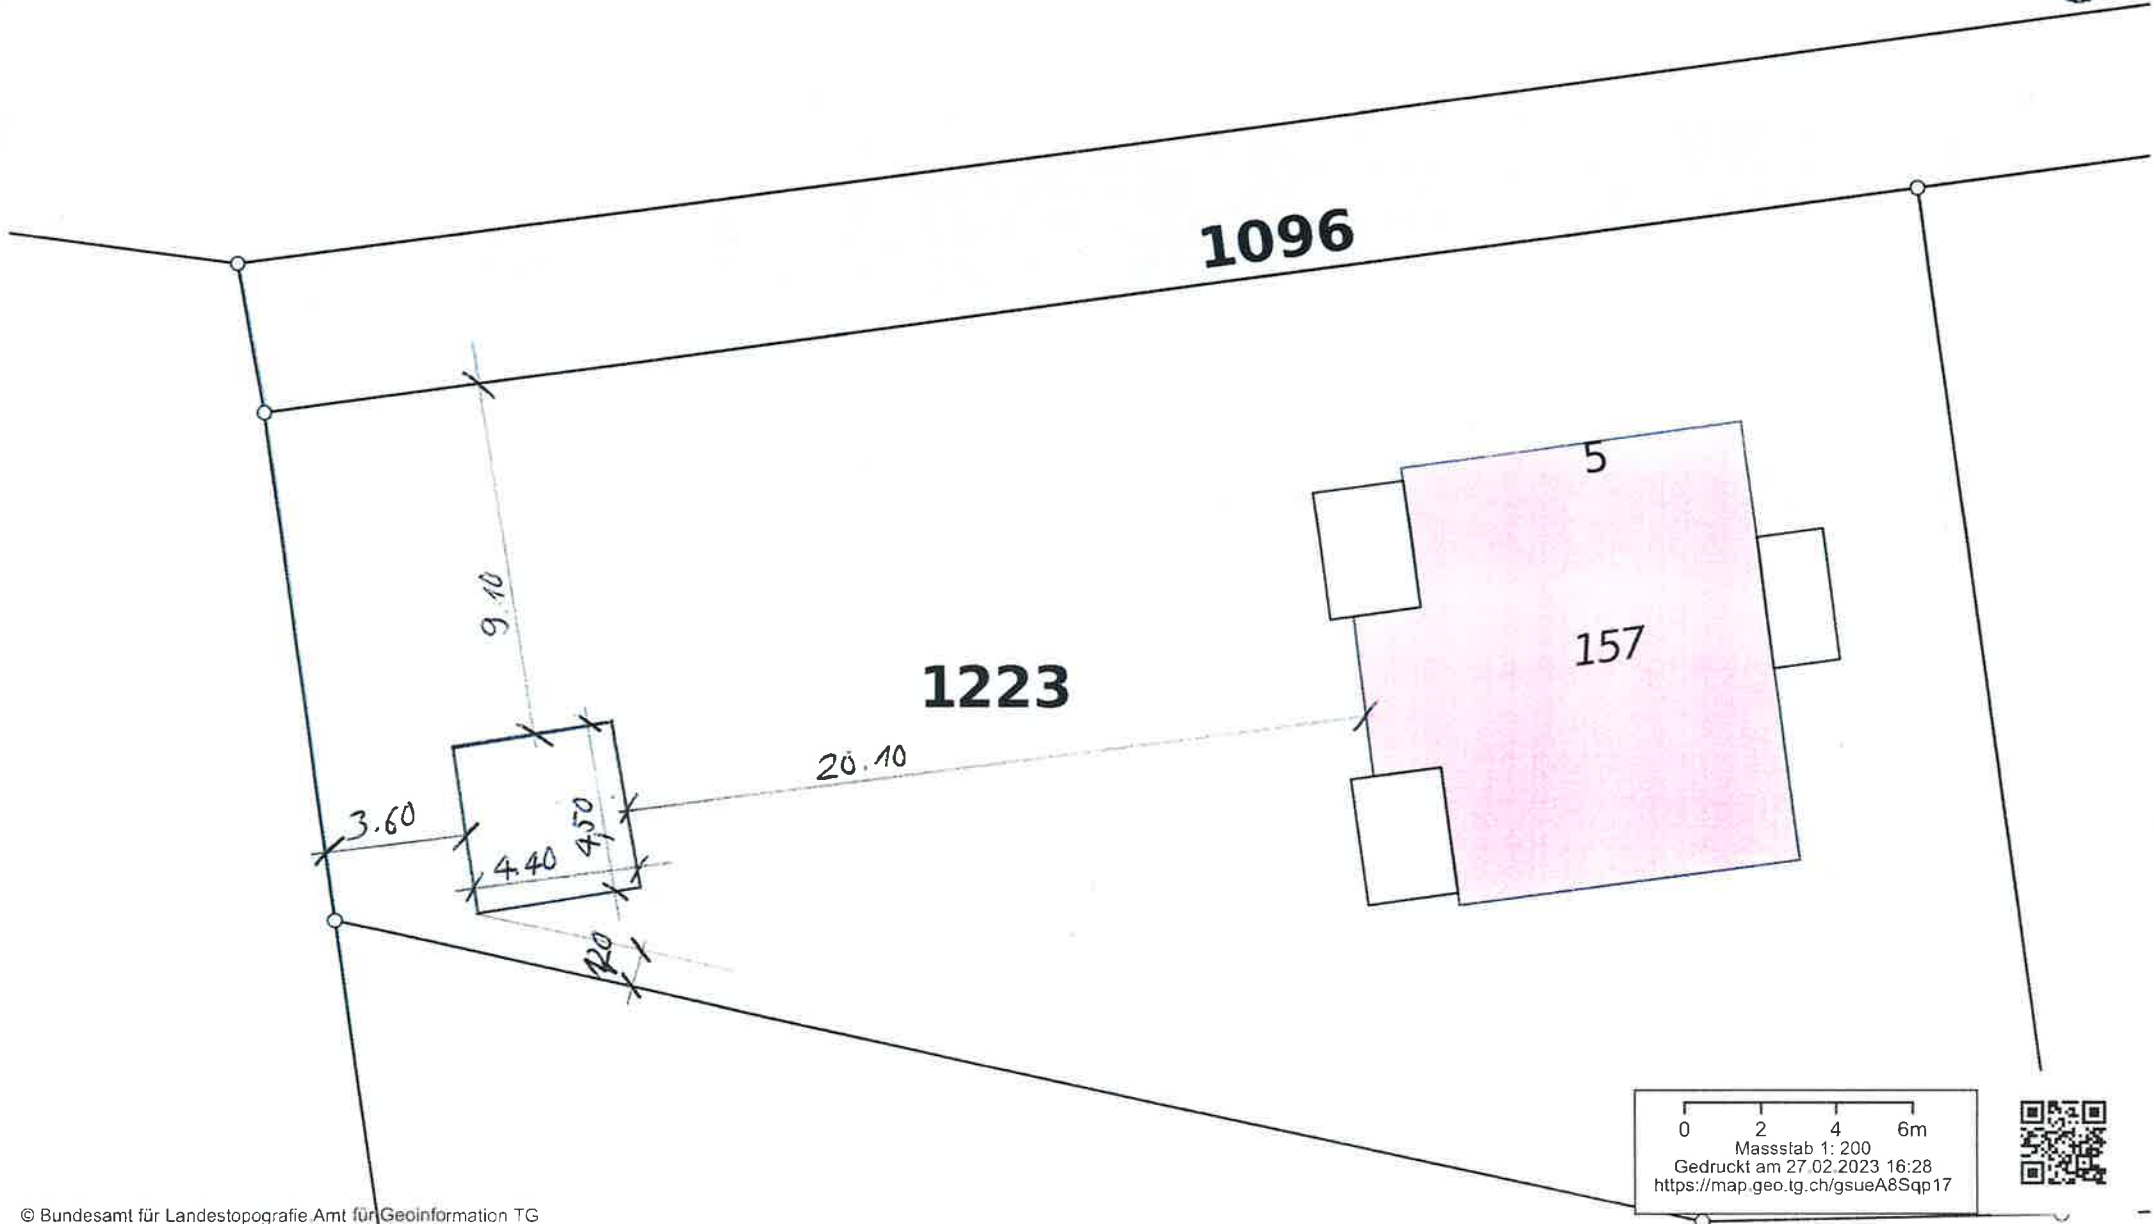 1096
5
9.10
157
1223
20.10
3.60
4,50
4.40
1.20
0 2 4 6m
Massstab 1: 200
Gedruckt am 27.02.2023 16:28
https://map.geo.tg.ch/gsueA8Sqp17
© Bundesamt für Landestopografie.Amt für Geoinformation TG